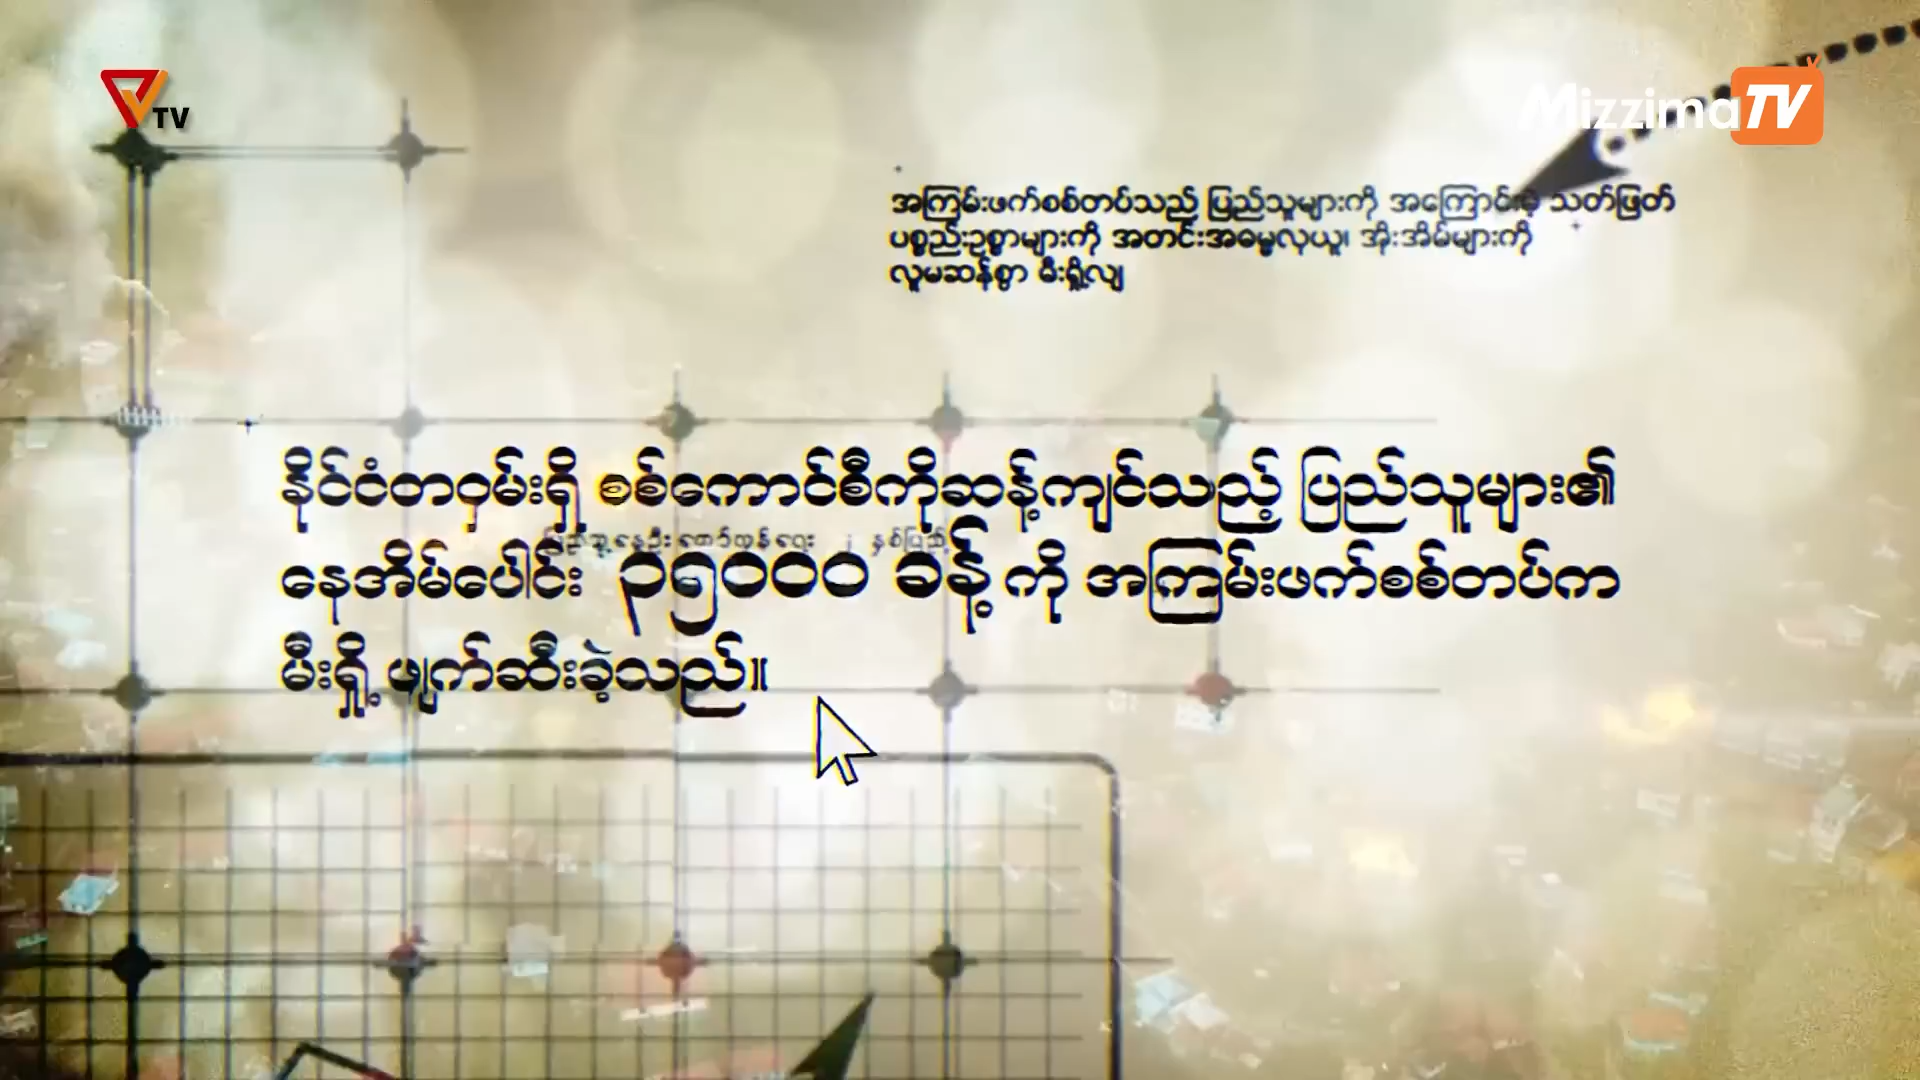 TV
MizzimaTV
အကြမ်းဖက်စစ်တပ်သည် ပြည်သူများကို အကြောင်းမဲ့ သတ်ဖြတ်
ပစ္စည်းဥစ္စာများကို အတင်းအဓမ္မလုယူ၊ အိုးအိမ်များကို
လူမဆန်စွာ မီးရှို့လျ
နိုင်ငံတဝှမ်းရှိ စစ်ကောင်စီကိုဆန့်ကျင်သည့် ပြည်သူများ၏
နေအိမ်ပေါင်း ၃၅၀၀၀ ခန့် ကို အကြမ်းဖက်စစ်တပ်က
မီးရှို့ ဖျက်ဆီးခဲ့သည်။